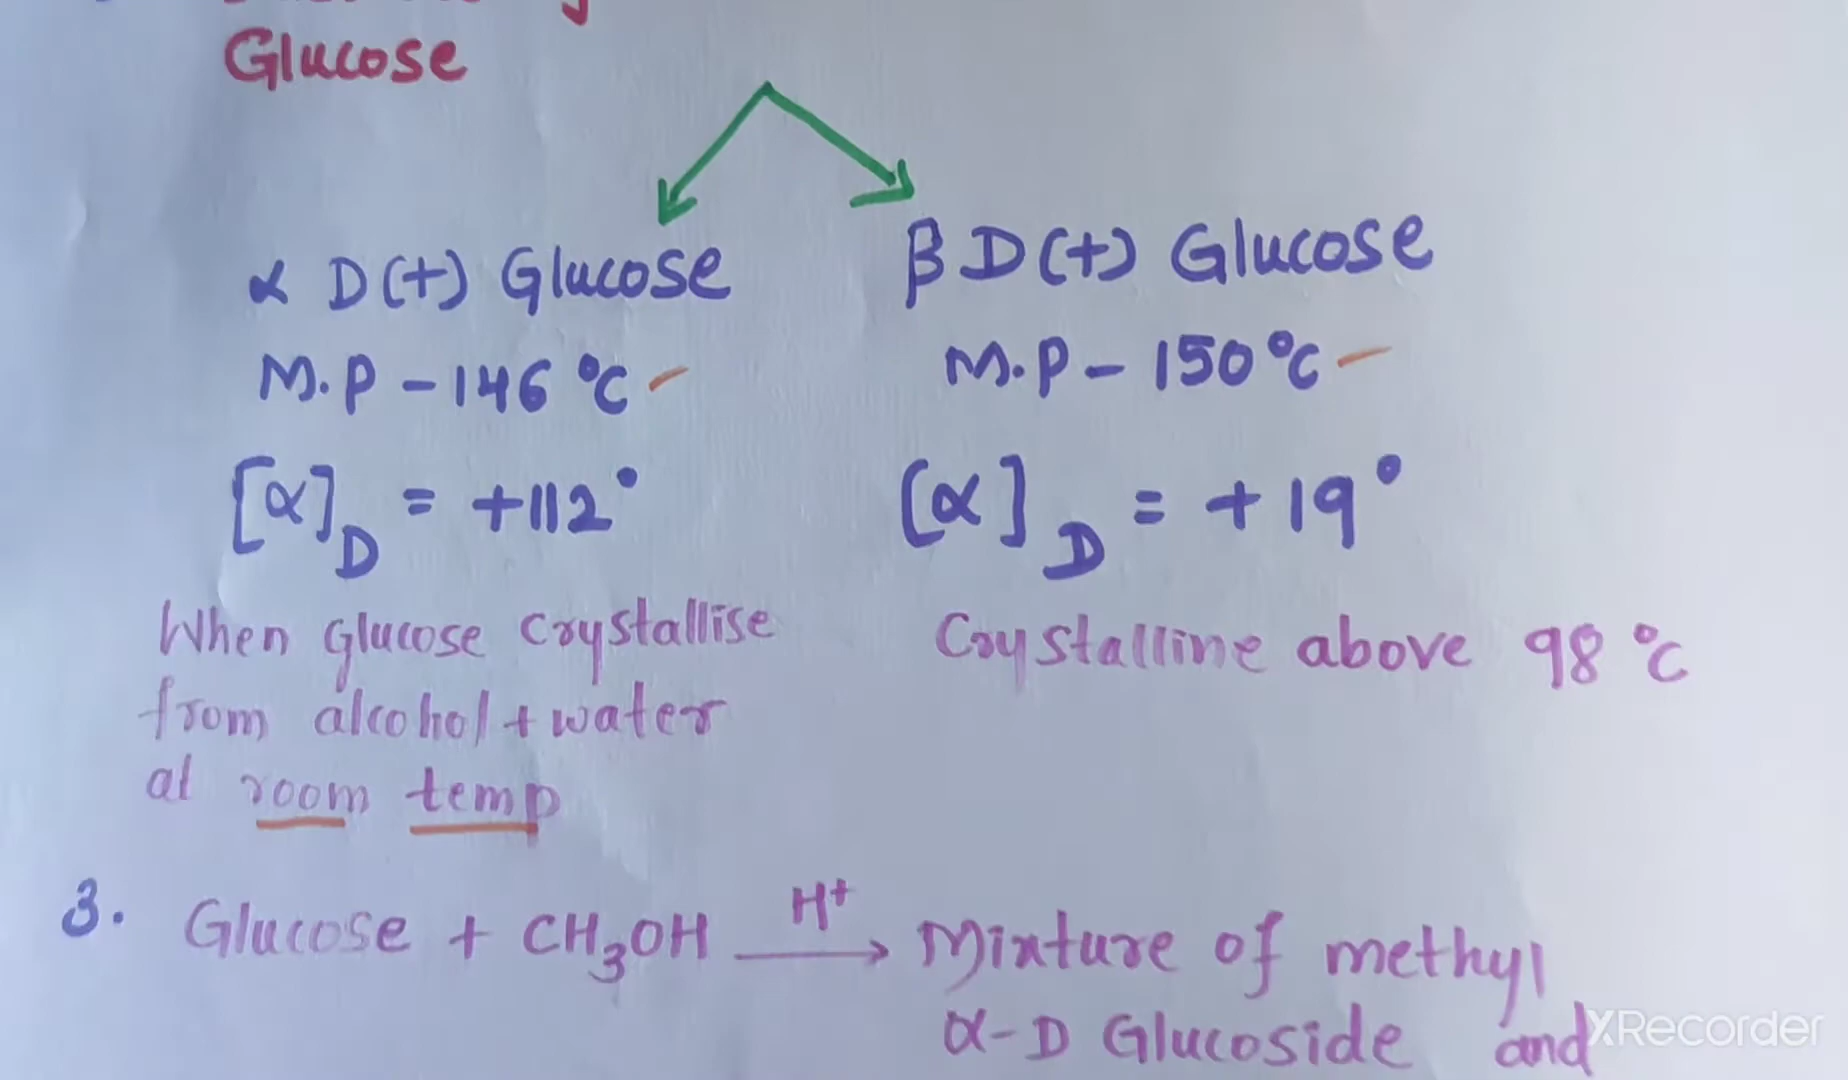 Glucose
α D(+) Glucose
β D(+) Glucose
M.P - 146 °C
M.P - 150 °C
[α]D = +112°
[α]D = +19°
When glucose crystallise
from alcohol + water
at room temp
Crystalline above 98 °C
3. Glucose + CH3OH H+ → Mixture of methyl
α-D Glucoside and
XRecorder